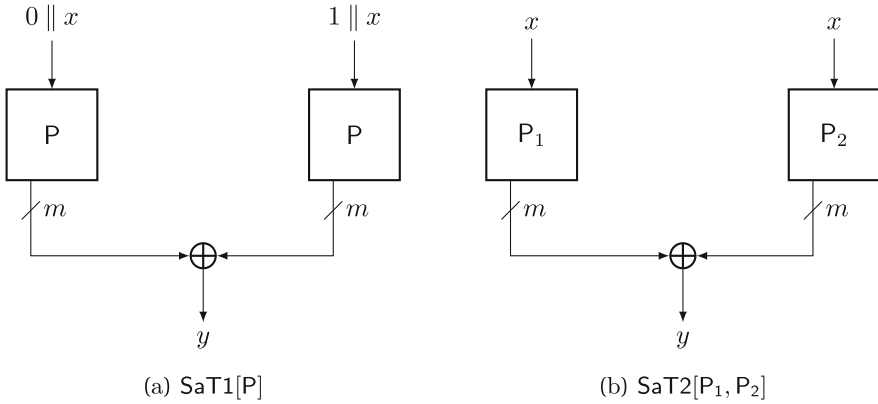 0 ∥ x 1 ∥ x x x
P P P₁ P₂
m m m m
y y
(a) SaT1[P] (b) SaT2[P₁, P₂]